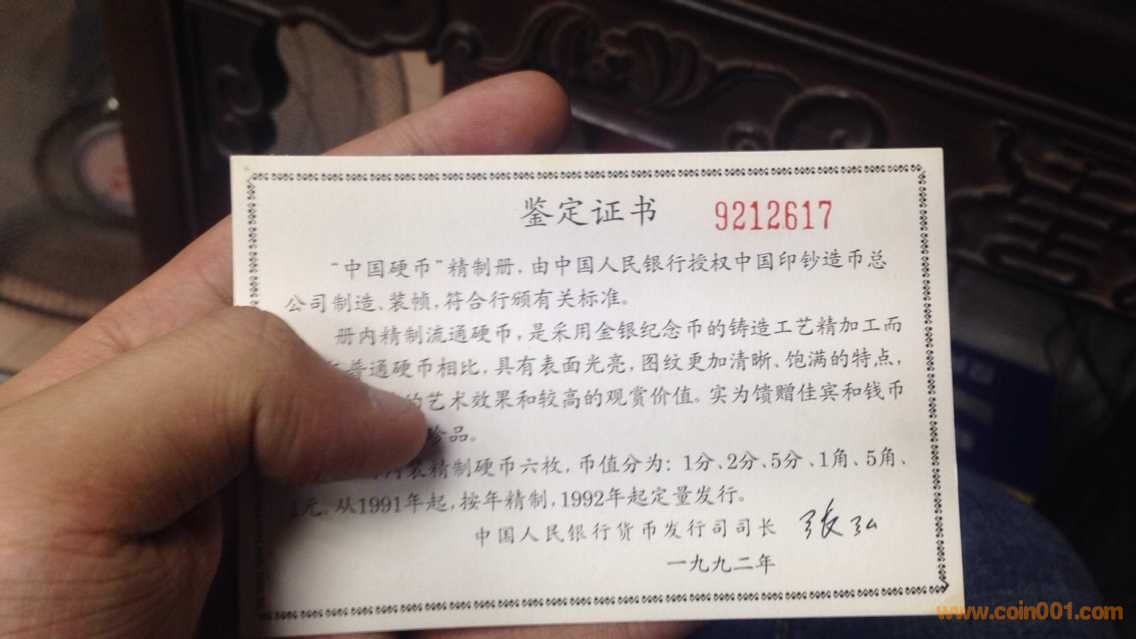 鉴定证书 9212617
"中国硬币"精制册,由中国人民银行授权中国印钞造币总
公司制造、装帧,符合行颁有关标准。
册内精制流通硬币,是采用金银纪念币的铸造工艺精加工而
普通硬币相比,具有表面光亮,图纹更加清晰、饱满的特点,
的艺术效果和较高的观赏价值。实为馈赠佳宾和钱币
珍品。
内装精制硬币六枚,币值分为:1分、2分、5分、1角、5角、
1元。从1991年起,按年精制,1992年起定量发行。
中国人民银行货币发行司司长 张弘
一九九二年
www.coin001.com